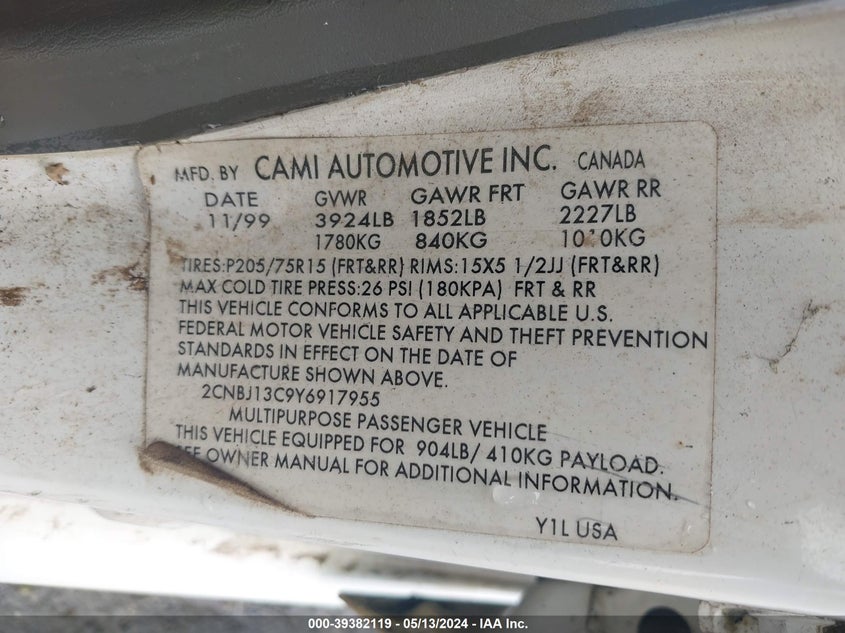 MFD. BY CAMI AUTOMOTIVE INC. CANADA
DATE GVWR GAWR FRT GAWR RR
11/99 3924LB 1852LB 2227LB
1780KG 840KG
TIRES:P205/75R15 (FRT&RR) RIMS:15X5 1/2JJ (FRT&RR)
MAX COLD TIRE PRESS:26 PSI (180KPA) FRT & RR
THIS VEHICLE CONFORMS TO ALL APPLICABLE U.S.
FEDERAL MOTOR VEHICLE SAFETY AND THEFT PREVENTION
STANDARDS IN EFFECT ON THE DATE OF
MANUFACTURE SHOWN ABOVE.
2CNBJ13C9Y6917955
MULTIPURPOSE PASSENGER VEHICLE
THIS VEHICLE EQUIPPED FOR 904LB/ 410KG PAYLOAD.
SEE OWNER MANUAL FOR ADDITIONAL INFORMATION.
Y1L USA
000-39382119 - 05/13/2024 - IAA Inc.